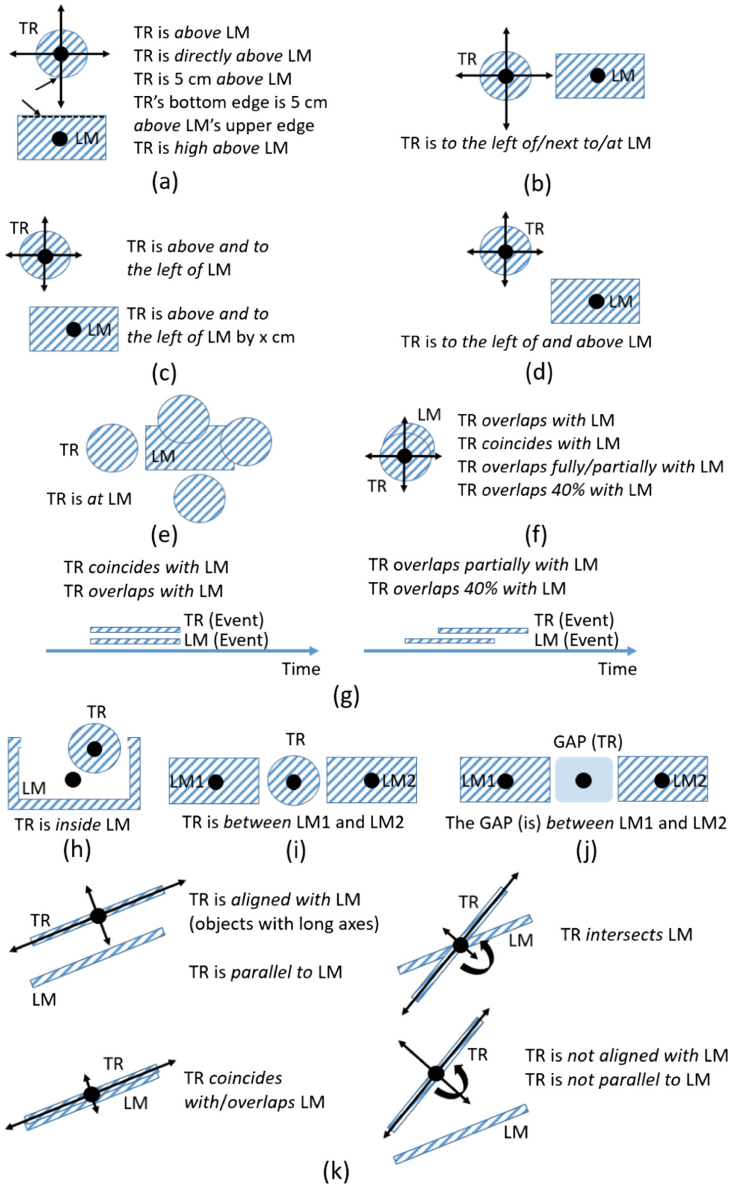 TR
TR is above LM
TR is directly above LM
TR is 5 cm above LM
TR's bottom edge is 5 cm
above LM's upper edge
TR is high above LM
LM
(a)
TR
LM
TR is to the left of/next to/at LM
(b)
TR
TR is above and to
the left of LM
LM
TR is above and to
the left of LM by x cm
(c)
TR
LM
TR is to the left of and above LM
(d)
TR
LM
TR is at LM
(e)
LM
TR
TR overlaps with LM
TR coincides with LM
TR overlaps fully/partially with LM
TR overlaps 40% with LM
(f)
TR coincides with LM
TR overlaps with LM
TR (Event)
LM (Event)
Time
TR overlaps partially with LM
TR overlaps 40% with LM
TR (Event)
LM (Event)
Time
(g)
TR
LM
TR is inside LM
(h)
TR
LM1
LM2
TR is between LM1 and LM2
(i)
GAP (TR)
LM1
LM2
The GAP (is) between LM1 and LM2
(j)
TR
LM
TR is aligned with LM
(objects with long axes)
TR is parallel to LM
TR
LM
TR intersects LM
TR
LM
TR coincides
with/overlaps LM
TR
LM
TR is not aligned with LM
TR is not parallel to LM
(k)